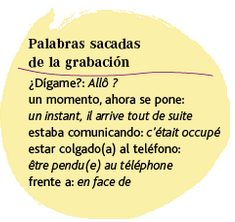 Palabras sacadas
de la grabación
¿Dígame?: Allô ?
un momento, ahora se pone:
un instant, il arrive tout de suite
estaba comunicando: c'était occupé
estar colgado(a) al teléfono:
être pendu(e) au téléphone
frente a: en face de